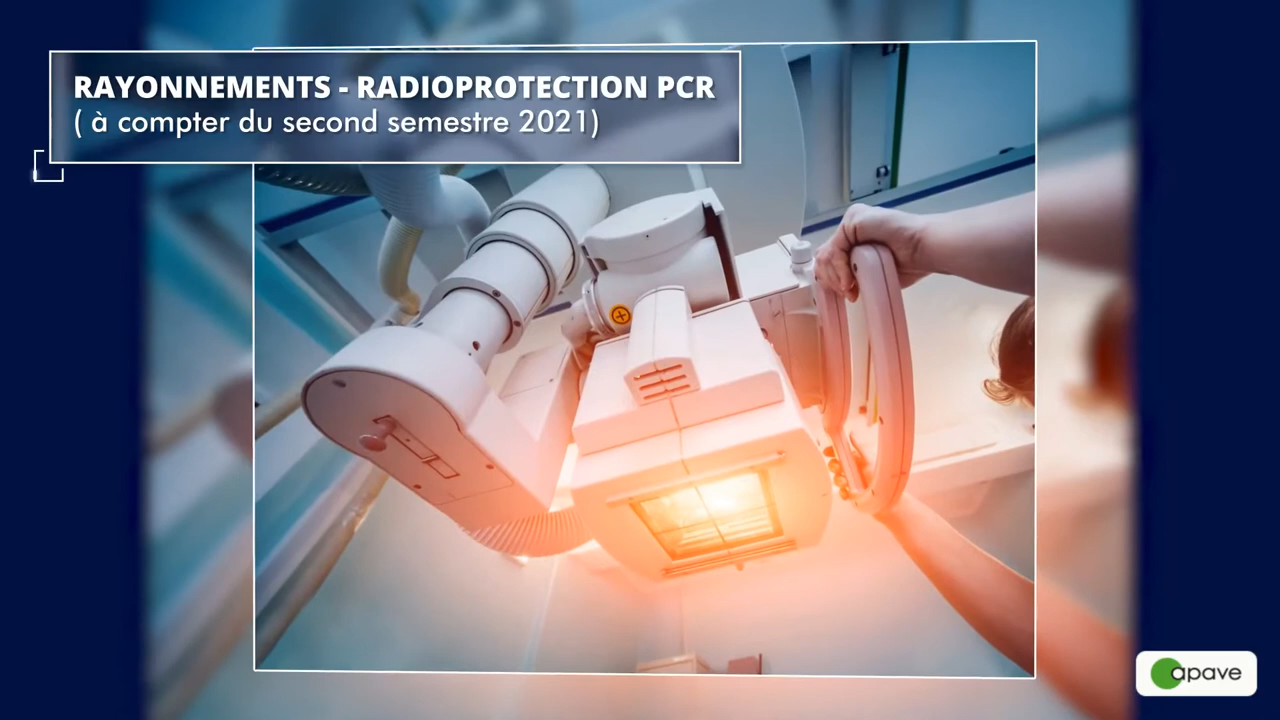 RAYONNEMENTS - RADIOPROTECTION PCR
( à compter du second semestre 2021)
apave